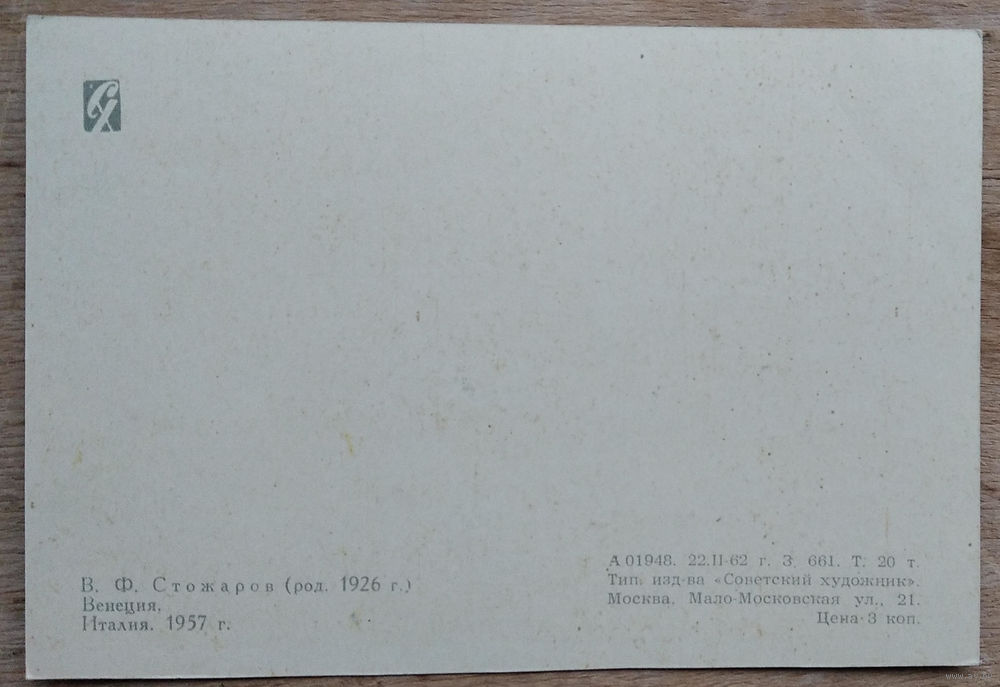 СХ
В. Ф. Стожаров (род. 1926 г.)
Венеция.
Италия. 1957 г.
А 01948. 22.II-62 г. З. 661. Т. 20 т.
Тип. изд-ва «Советский художник».
Москва. Мало-Московская ул., 21.
Цена 3 коп.